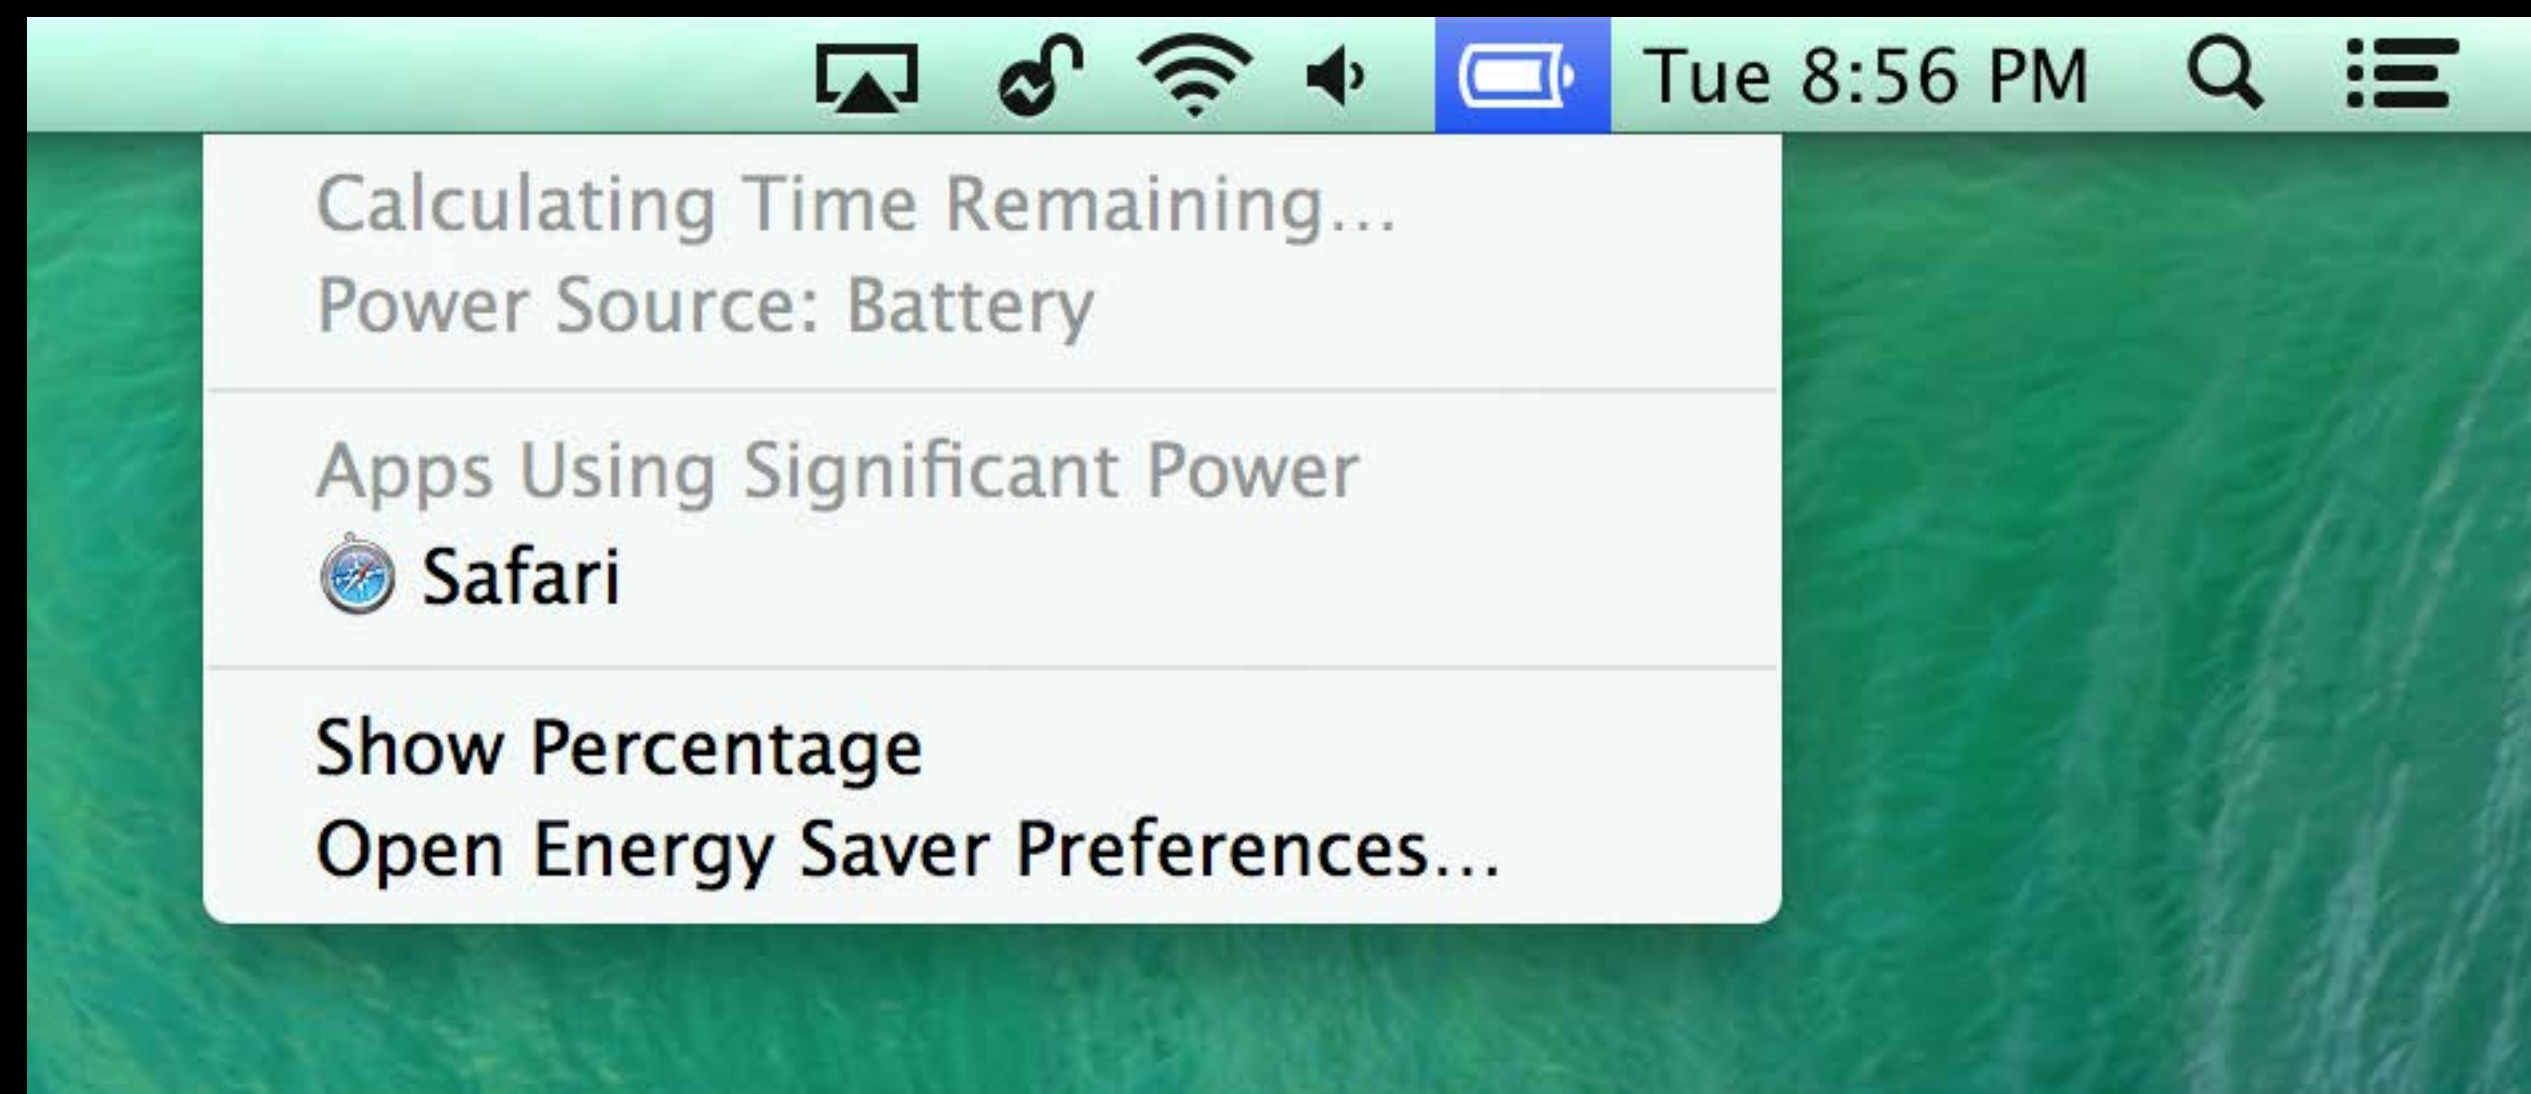 Tue 8:56 PM
Calculating Time Remaining...
Power Source: Battery
Apps Using Significant Power
Safari
Show Percentage
Open Energy Saver Preferences...